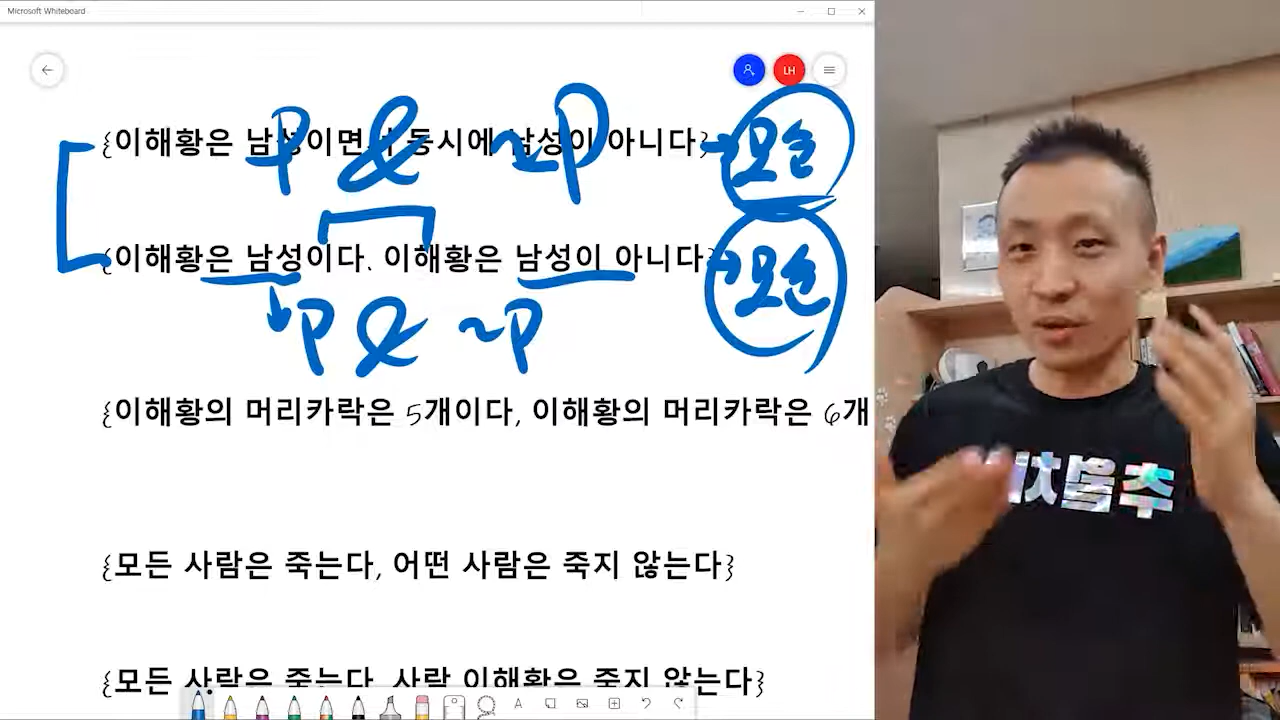 Microsoft Whiteboard
LH
{이해황은 남성이면서 동시에 남성이 아니다} → 모순
P & ~P
{이해황은 남성이다. 이해황은 남성이 아니다} → 모순
P & ~P
{이해황의 머리카락은 5개이다, 이해황의 머리카락은 6개
{모든 사람은 죽는다, 어떤 사람은 죽지 않는다}
{모든 사람은 죽는다, 사람 이해황은 죽지 않는다}